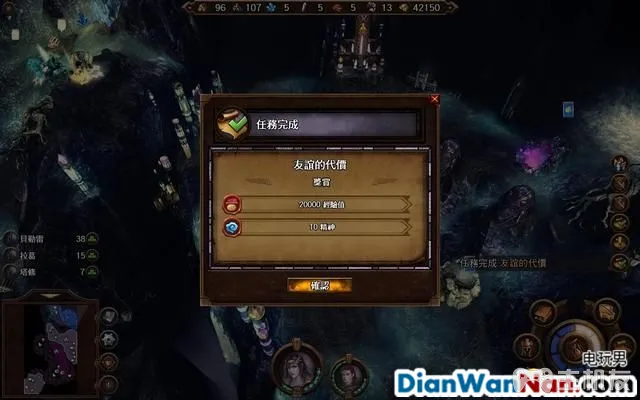 96 107 5 5 5 13 42150
任務完成
友誼的代價
獎賞
20000 經驗值
10 精神
確認
貝勒雷 38
拉葛 15
塔修 7
任務完成 友誼的代價
电玩男
DianWanNan.com